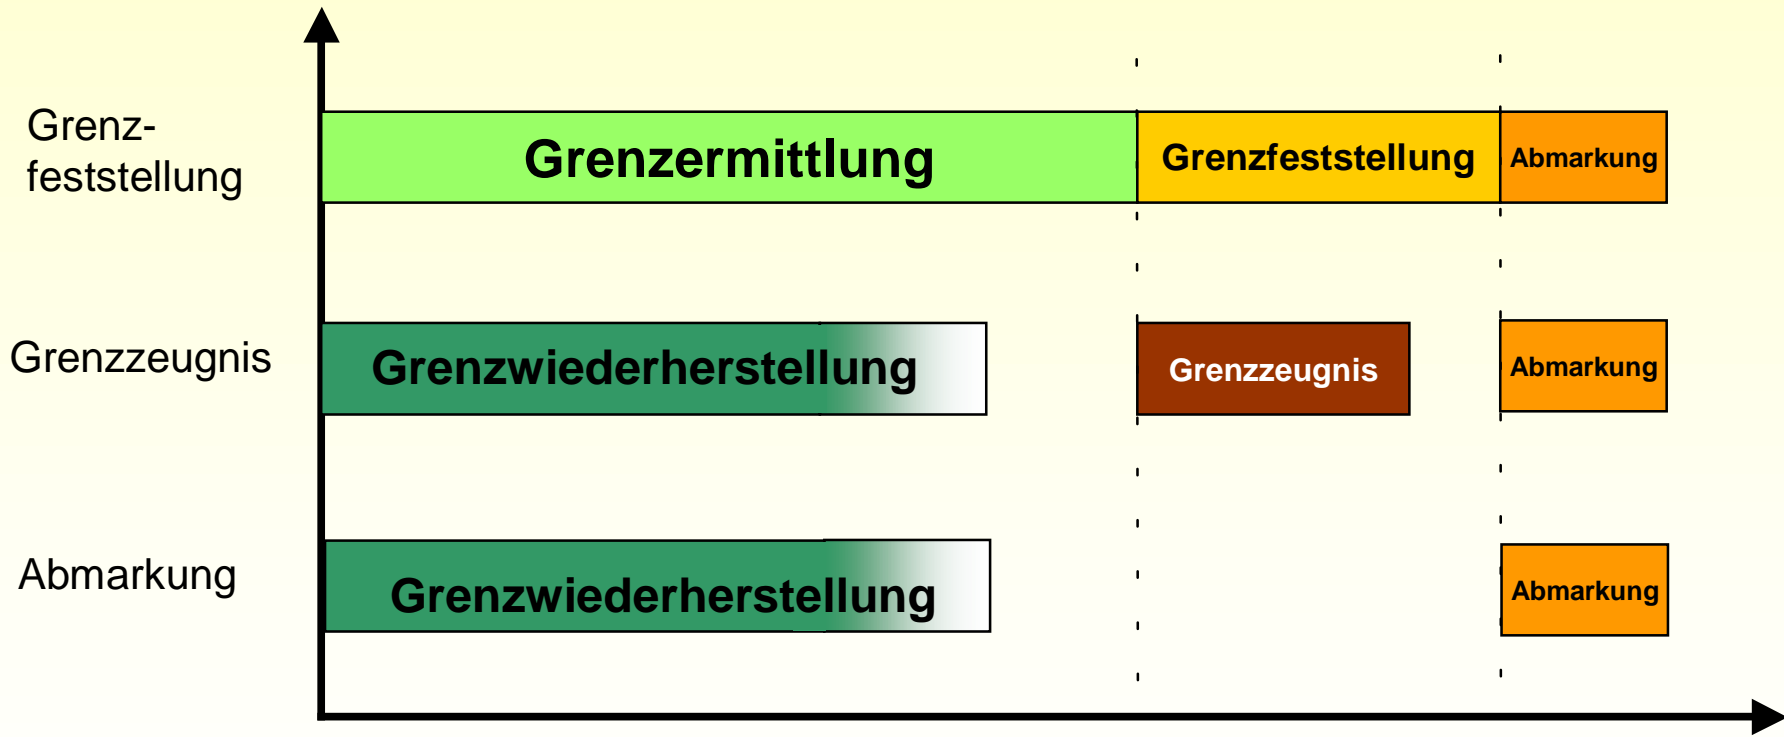 Grenz-
feststellung
Grenzermittlung
Grenzfeststellung
Abmarkung
Grenzzeugnis
Grenzwiederherstellung
Grenzzeugnis
Abmarkung
Abmarkung
Grenzwiederherstellung
Abmarkung